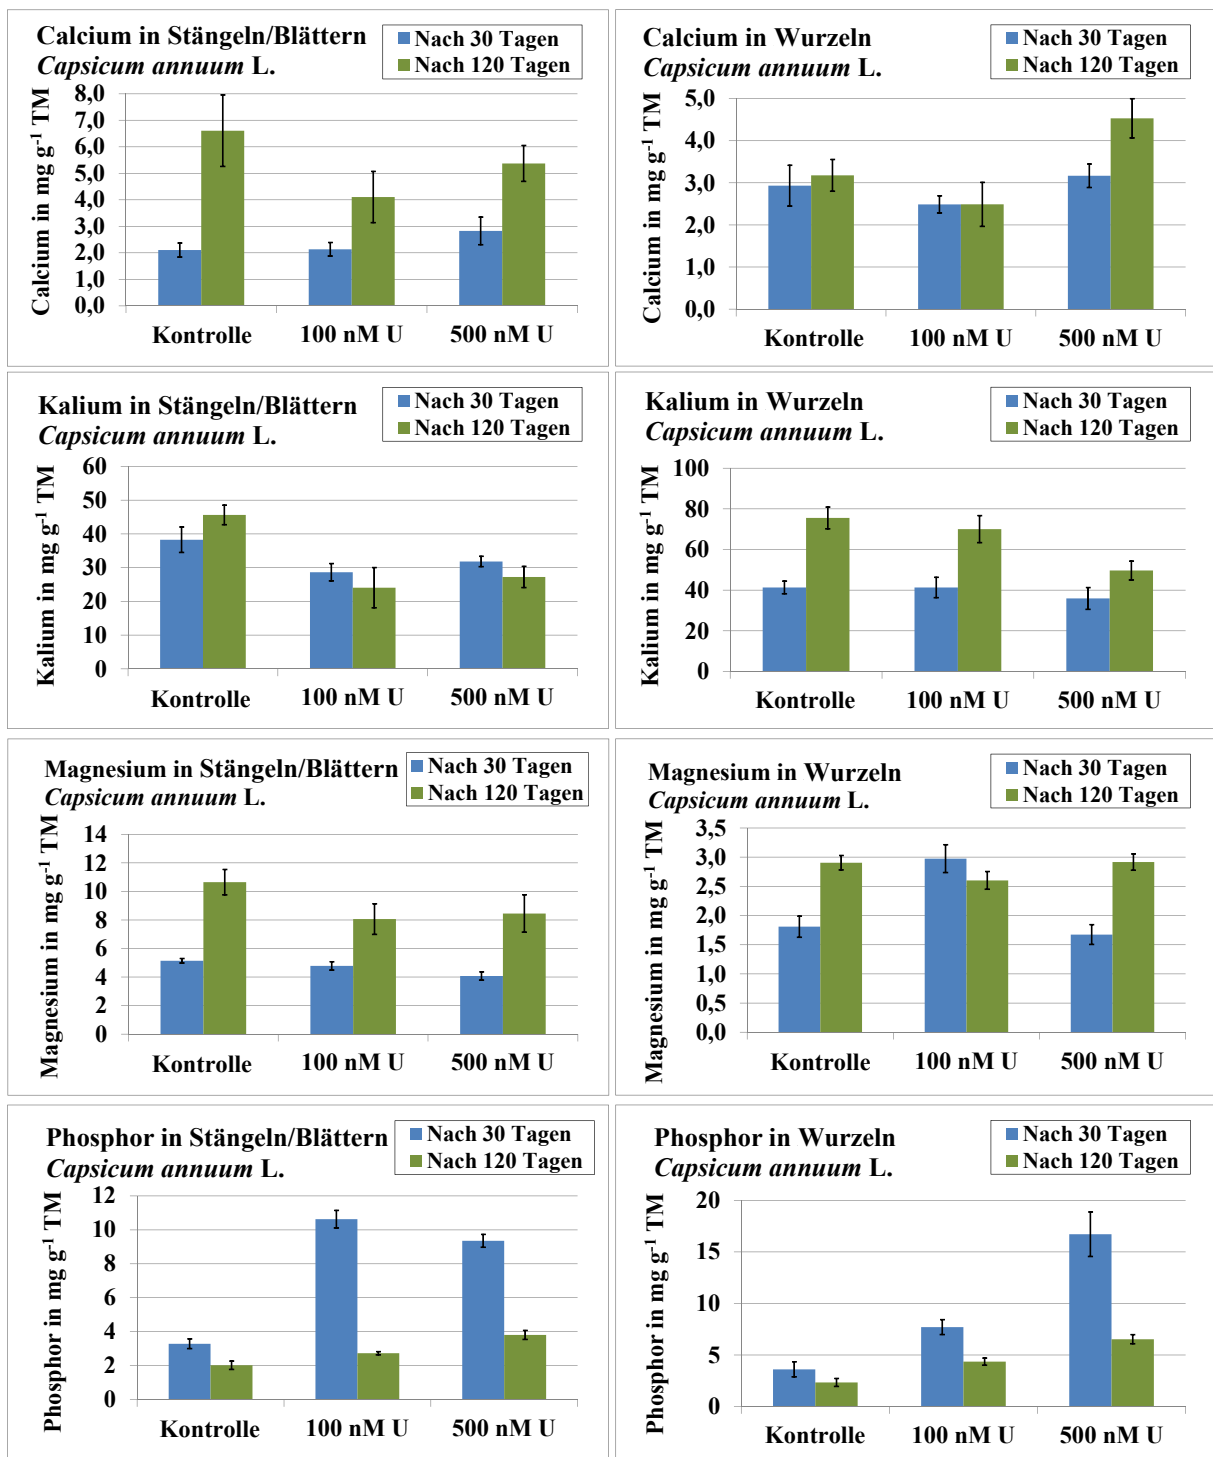 Calcium in Stängeln/Blättern
Capsicum annuum L.
Nach 30 Tagen
Nach 120 Tagen
Calcium in mg g⁻¹ TM
8,0
7,0
6,0
5,0
4,0
3,0
2,0
1,0
0,0
Kontrolle 100 nM U 500 nM U
Calcium in Wurzeln
Capsicum annuum L.
Nach 30 Tagen
Nach 120 Tagen
Calcium in mg g⁻¹ TM
5,0
4,0
3,0
2,0
1,0
0,0
Kontrolle 100 nM U 500 nM U
Kalium in Stängeln/Blättern
Capsicum annuum L.
Nach 30 Tagen
Nach 120 Tagen
Kalium in mg g⁻¹ TM
60
50
40
30
20
10
0
Kontrolle 100 nM U 500 nM U
Kalium in Wurzeln
Capsicum annuum L.
Nach 30 Tagen
Nach 120 Tagen
Kalium in mg g⁻¹ TM
100
80
60
40
20
0
Kontrolle 100 nM U 500 nM U
Magnesium in Stängeln/Blättern
Capsicum annuum L.
Nach 30 Tagen
Nach 120 Tagen
Magnesium in mg g⁻¹ TM
14
12
10
8
6
4
2
0
Kontrolle 100 nM U 500 nM U
Magnesium in Wurzeln
Capsicum annuum L.
Nach 30 Tagen
Nach 120 Tagen
Magnesium in mg g⁻¹ TM
3,5
3,0
2,5
2,0
1,5
1,0
0,5
0,0
Kontrolle 100 nM U 500 nM U
Phosphor in Stängeln/Blättern
Capsicum annuum L.
Nach 30 Tagen
Nach 120 Tagen
Phosphor in mg g⁻¹ TM
12
10
8
6
4
2
0
Kontrolle 100 nM U 500 nM U
Phosphor in Wurzeln
Capsicum annuum L.
Nach 30 Tagen
Nach 120 Tagen
Phosphor in mg g⁻¹ TM
20
15
10
5
0
Kontrolle 100 nM U 500 nM U